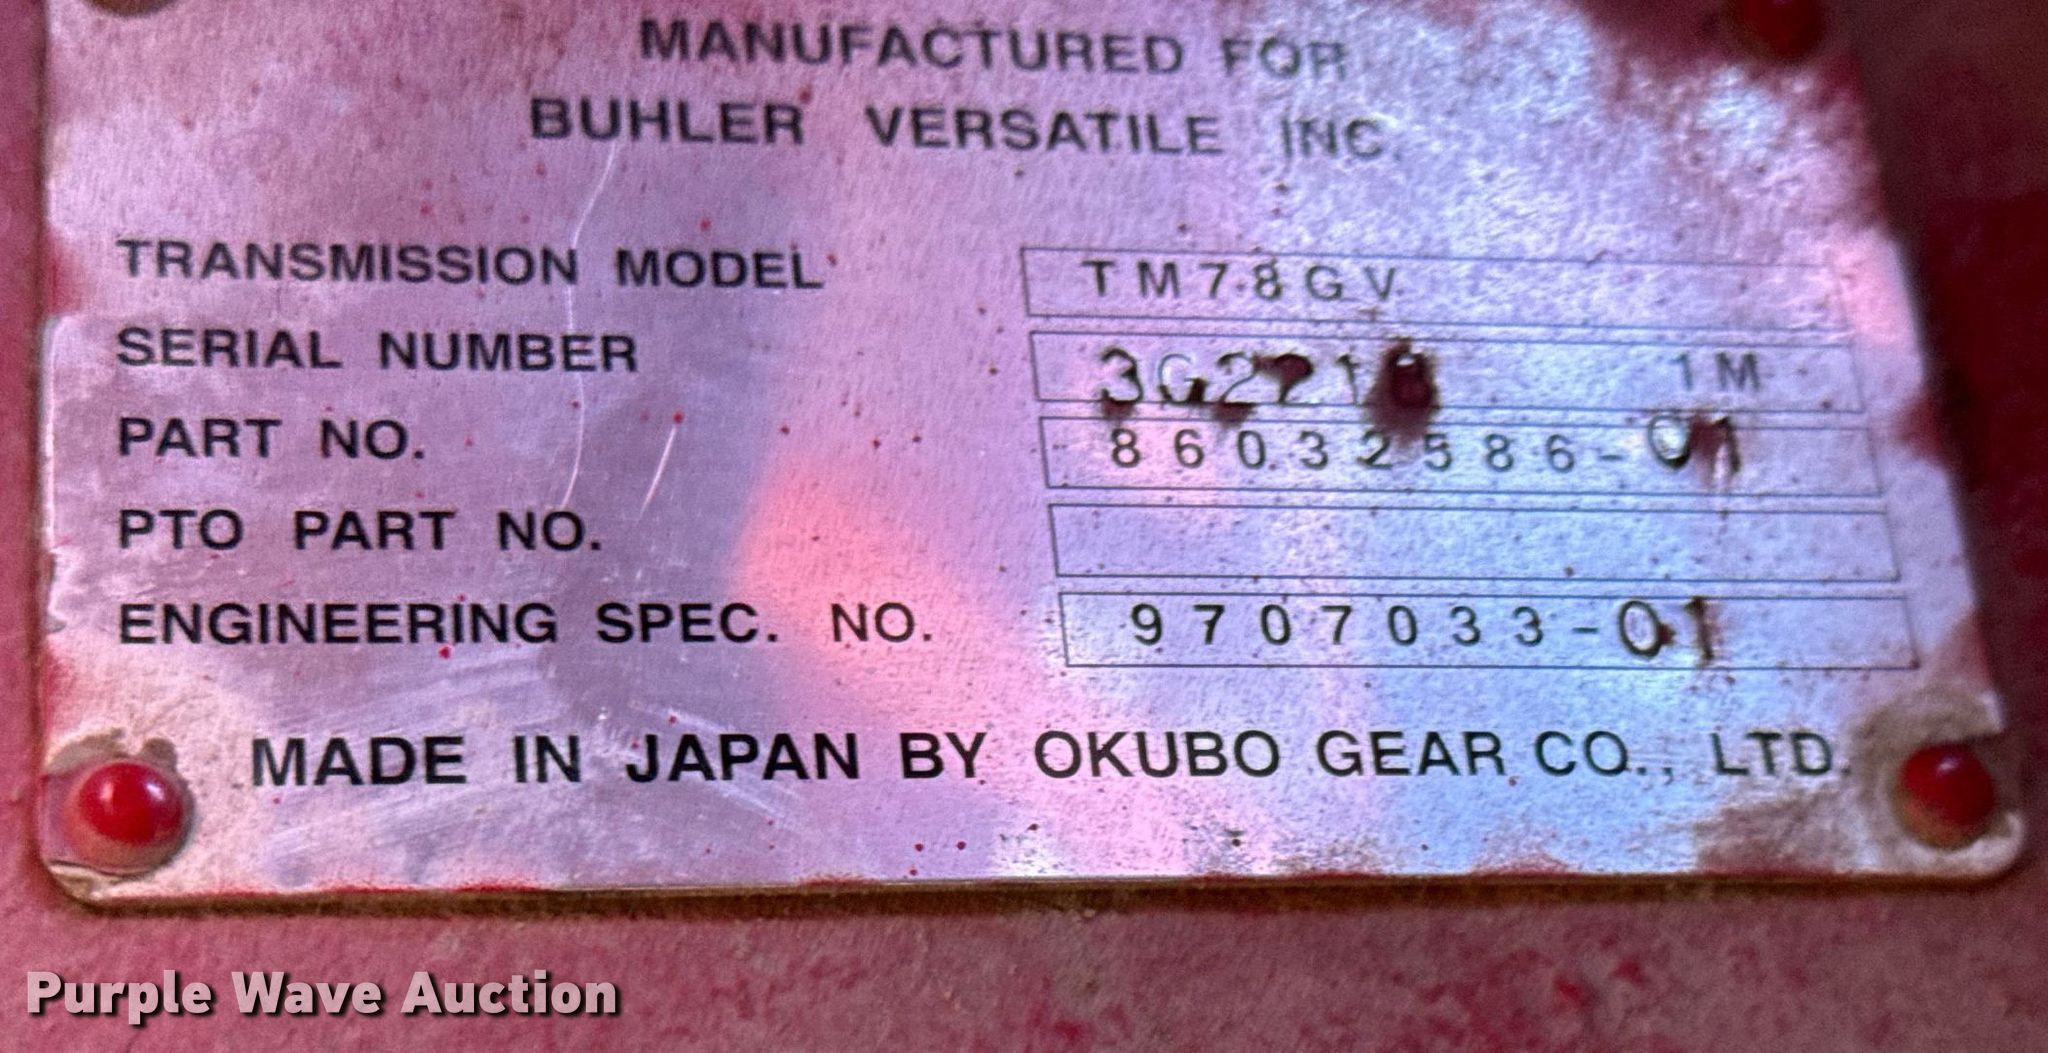 MANUFACTURED FOR
BUHLER VERSATILE INC.
TRANSMISSION MODEL TM78GV
SERIAL NUMBER 1M
PART NO. 86032586-01
PTO PART NO.
ENGINEERING SPEC. NO. 9707033-01
MADE IN JAPAN BY OKUBO GEAR CO., LTD.
Purple Wave Auction